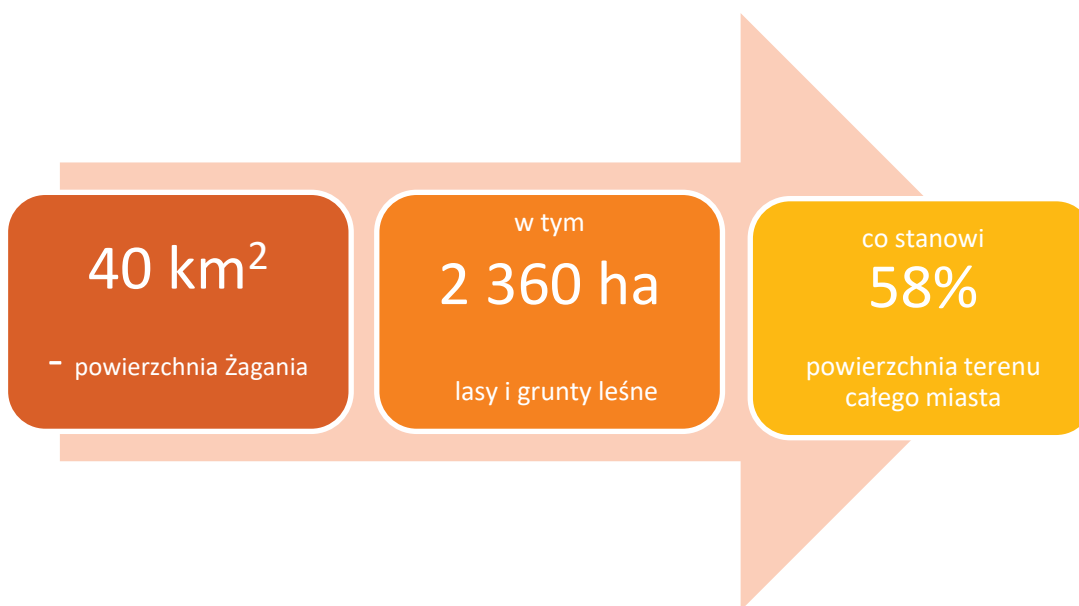 40 km²
- powierzchnia Żagania
w tym
2 360 ha
lasy i grunty leśne
co stanowi
58%
powierzchnia terenu
całego miasta